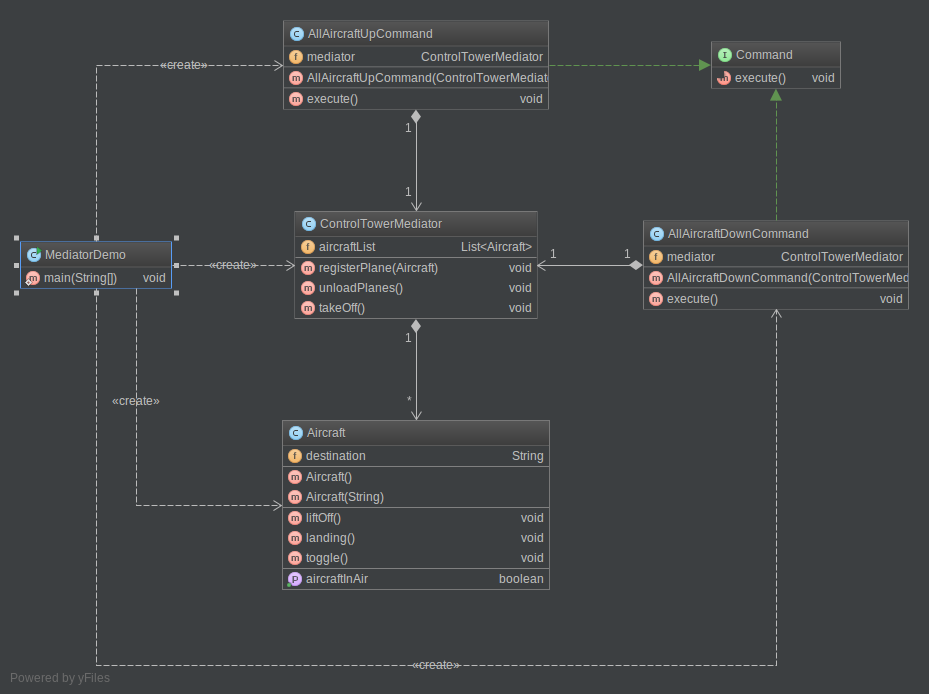 AllAircraftUpCommand
mediator ControlTowerMediator
AllAircraftUpCommand(ControlTowerMediat
execute() void
Command
execute() void
«create»
1
1
ControlTowerMediator
aircraftList List<Aircraft>
registerPlane(Aircraft) void
unloadPlanes() void
takeOff() void
AllAircraftDownCommand
mediator ControlTowerMediator
AllAircraftDownCommand(ControlTowerMed
execute() void
1
1
MediatorDemo
main(String[]) void
«create»
1
*
«create»
Aircraft
destination String
Aircraft()
Aircraft(String)
liftOff() void
landing() void
toggle() void
aircraftInAir boolean
«create»
Powered by yFiles